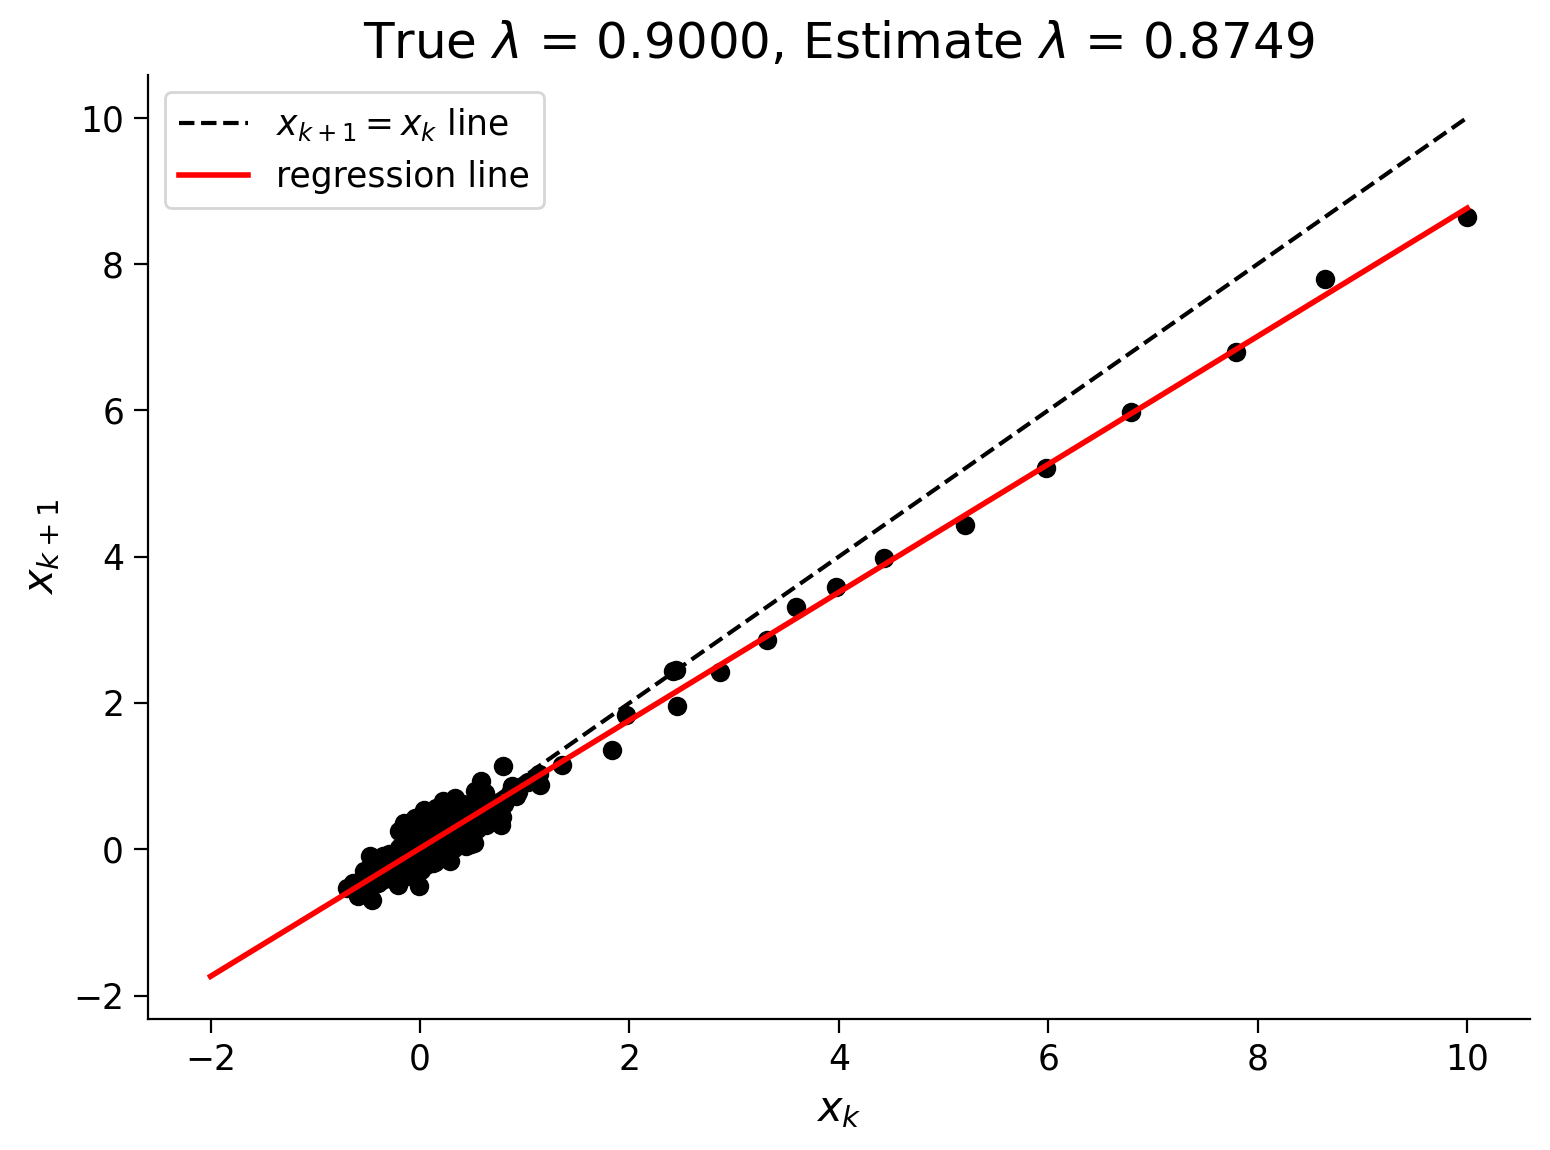 True λ = 0.9000, Estimate λ = 0.8749
x_{k+1} = x_k line
regression line
10
8
6
4
2
0
−2
x_{k+1}
−2 0 2 4 6 8 10
x_k